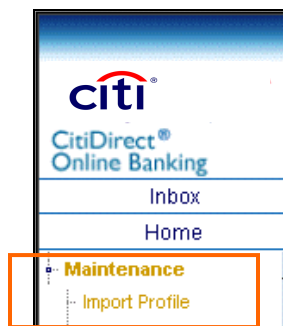 citi®
CitiDirect®
Online Banking
Inbox
Home
Maintenance
Import Profile